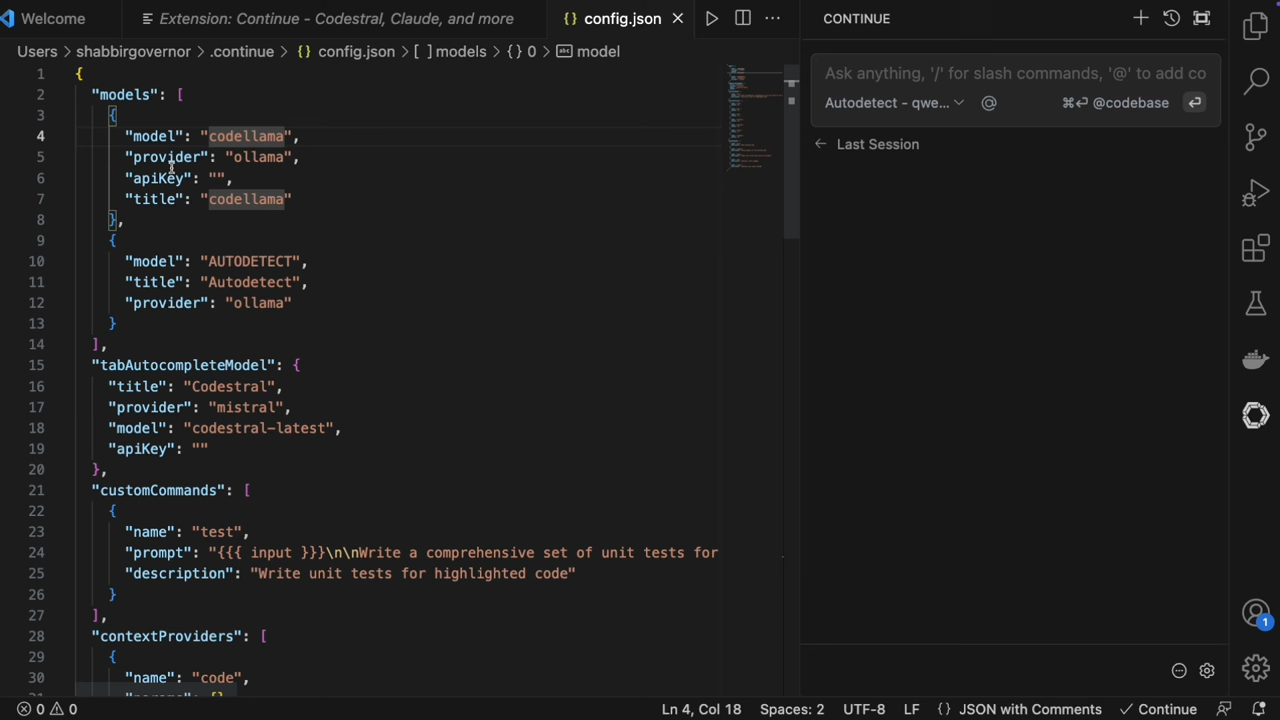 Welcome
Extension: Continue - Codestral, Claude, and more
{} config.json
CONTINUE
Users > shabbirgovernor > .continue > {} config.json > [ ] models > {} 0 > model
1 {
2 "models": [
3 {
4 "model": "codellama",
5 "provider": "ollama",
6 "apiKey": "",
7 "title": "codellama"
8 },
9 {
10 "model": "AUTODETECT",
11 "title": "Autodetect",
12 "provider": "ollama"
13 }
14 ],
15 "tabAutocompleteModel": {
16 "title": "Codestral",
17 "provider": "mistral",
18 "model": "codestral-latest",
19 "apiKey": ""
20 },
21 "customCommands": [
22 {
23 "name": "test",
24 "prompt": "{{{ input }}}\n\nWrite a comprehensive set of unit tests for
25 "description": "Write unit tests for highlighted code"
26 }
27 ],
28 "contextProviders": [
29 {
30 "name": "code",
Ask anything, '/' for slash commands, '@' to add co
Autodetect - qwe... @ ⌘⏎ @codebase
← Last Session
1
0 0
Ln 4, Col 18 Spaces: 2 UTF-8 LF {} JSON with Comments ✓ Continue